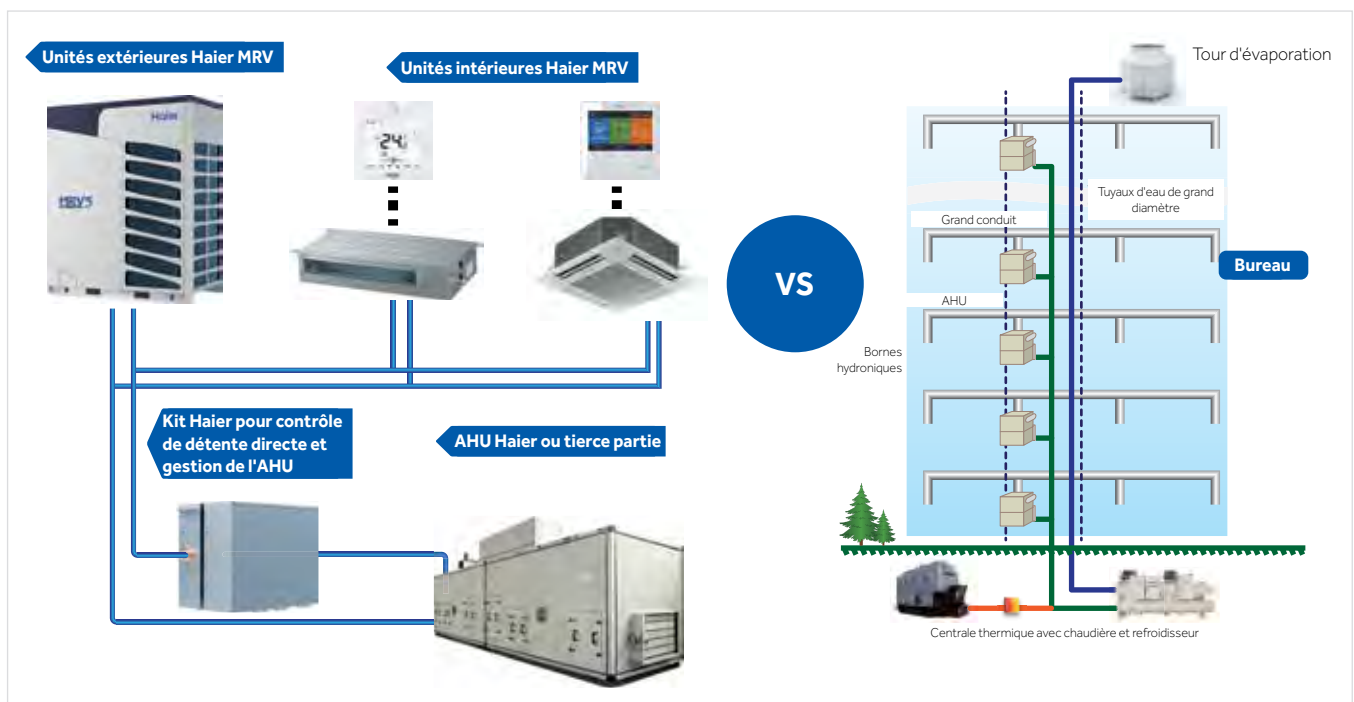 Unités extérieures Haier MRV
Unités intérieures Haier MRV
Haier
MRV5
24
Kit Haier pour contrôle
de détente directe et
gestion de l'AHU
AHU Haier ou tierce partie
VS
Tour d'évaporation
Tuyaux d'eau de grand
diamètre
Grand conduit
Bureau
AHU
Bornes
hydroniques
Centrale thermique avec chaudière et refroidisseur